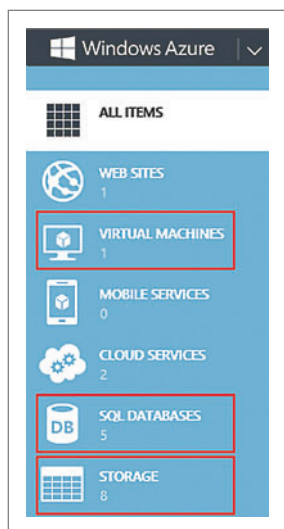 Windows Azure
ALL ITEMS
WEB SITES
1
VIRTUAL MACHINES
1
MOBILE SERVICES
0
CLOUD SERVICES
2
DB
SQL DATABASES
5
STORAGE
8